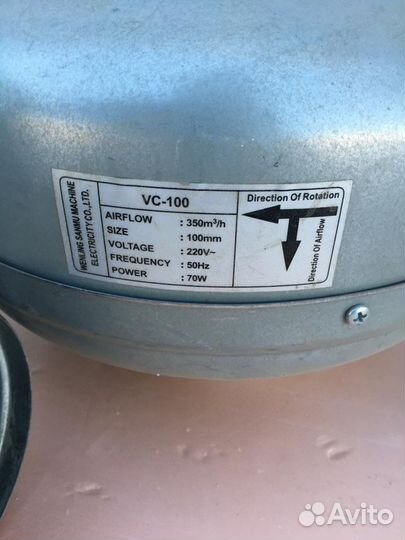 WENLING SANMU MACHINE
ELECTRICITY CO.,LTD.
VC-100
AIRFLOW : 350m³/h
SIZE : 100mm
VOLTAGE : 220V~
FREQUENCY : 50Hz
POWER : 70W
Direction Of Rotation
Direction Of Airflow
Avito